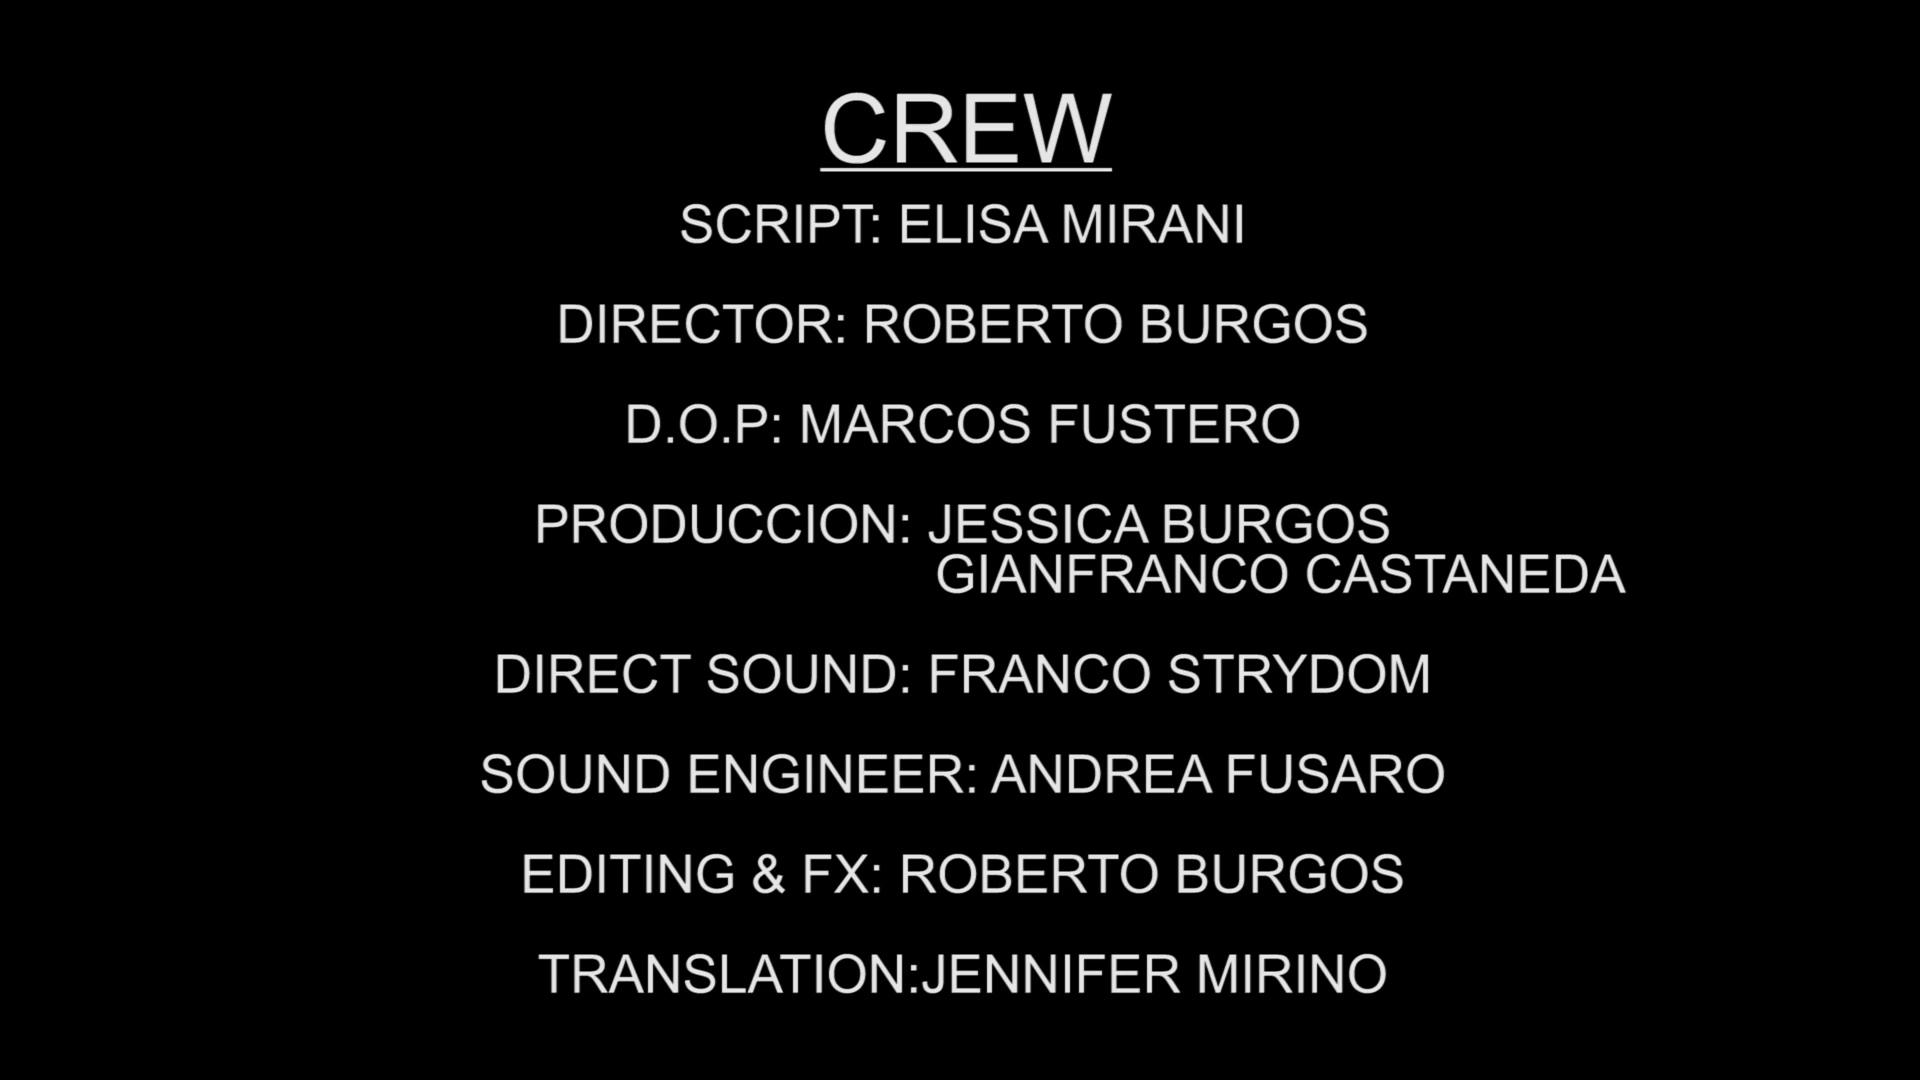 CREW
SCRIPT: ELISA MIRANI
DIRECTOR: ROBERTO BURGOS
D.O.P: MARCOS FUSTERO
PRODUCCION: JESSICA BURGOS
GIANFRANCO CASTANEDA
DIRECT SOUND: FRANCO STRYDOM
SOUND ENGINEER: ANDREA FUSARO
EDITING & FX: ROBERTO BURGOS
TRANSLATION:JENNIFER MIRINO